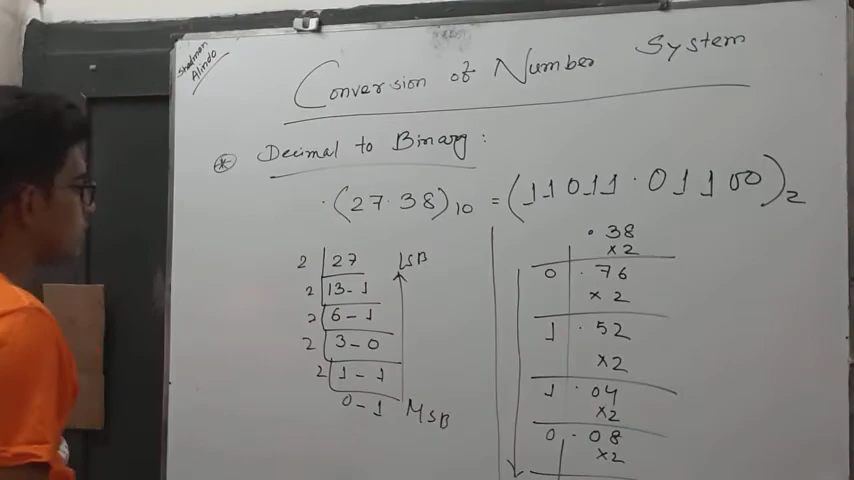 Shadman
Alindo
Conversion of Number System
* Decimal to Binary :
(27.38)10 = (11011.01100)2
2 27 LSB
2 13-1
2 6-1
2 3-0
2 1-1
0-1 MSB
.38
×2
0 .76
×2
1 .52
×2
1 .04
×2
0 .08
×2